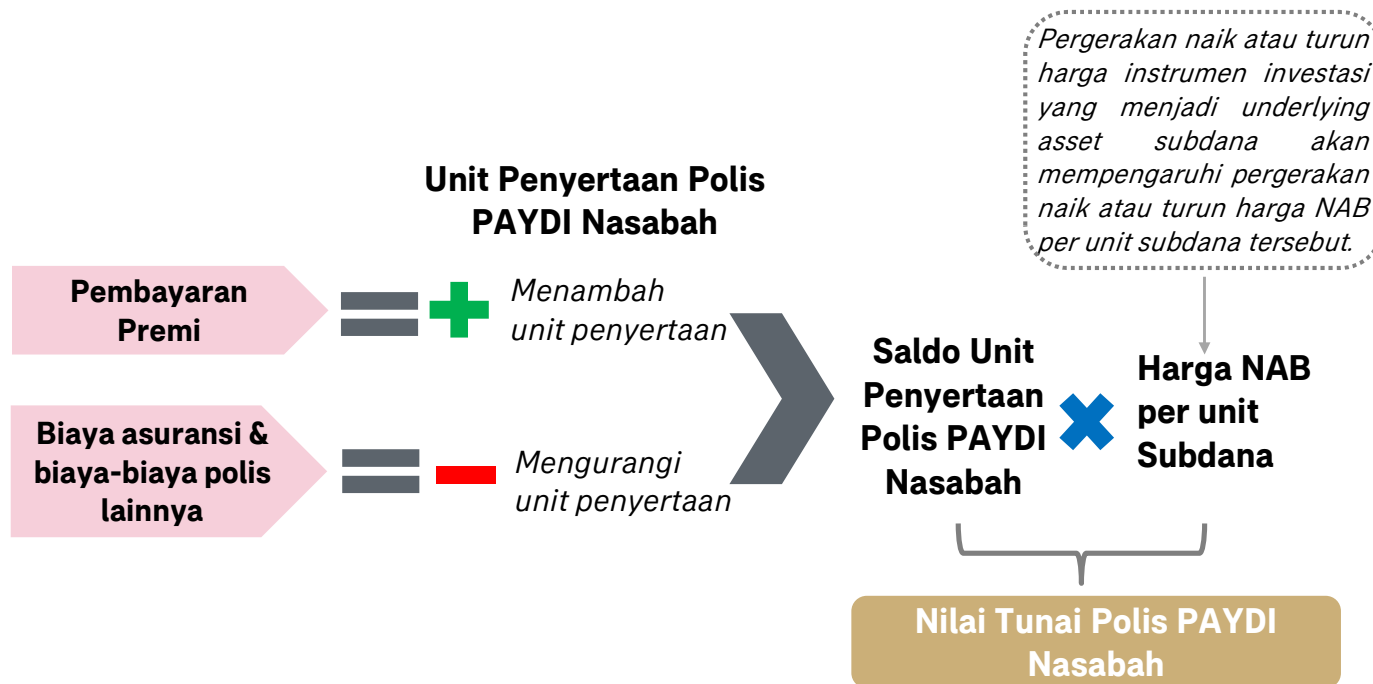 Pergerakan naik atau turun
harga instrumen investasi
yang menjadi underlying
asset subdana akan
mempengaruhi pergerakan
naik atau turun harga NAB
per unit subdana tersebut.
Unit Penyertaan Polis
PAYDI Nasabah
Pembayaran
Premi
Menambah
unit penyertaan
Biaya asuransi &
biaya-biaya polis
lainnya
Mengurangi
unit penyertaan
Saldo Unit
Penyertaan
Polis PAYDI
Nasabah
Harga NAB
per unit
Subdana
Nilai Tunai Polis PAYDI
Nasabah